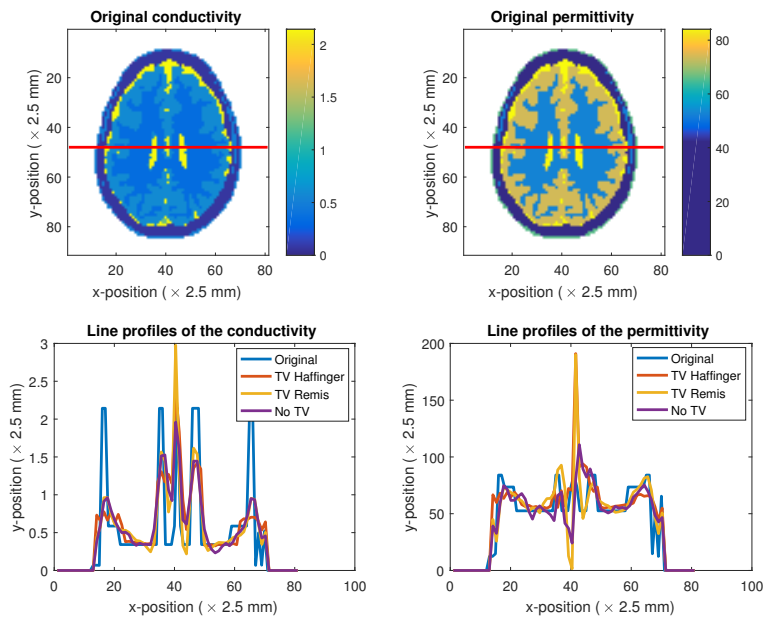 Original conductivity
y-position ( × 2.5 mm)
20
40
60
80
20
40
60
80
x-position ( × 2.5 mm)
2
1.5
1
0.5
0
Original permittivity
y-position ( × 2.5 mm)
20
40
60
80
20
40
60
80
x-position ( × 2.5 mm)
80
60
40
20
0
Line profiles of the conductivity
y-position ( × 2.5 mm)
3
2.5
2
1.5
1
0.5
0
0
20
40
60
80
100
x-position ( × 2.5 mm)
Original
TV Haffinger
TV Remis
No TV
Line profiles of the permittivity
y-position ( × 2.5 mm)
200
150
100
50
0
0
20
40
60
80
100
x-position ( × 2.5 mm)
Original
TV Haffinger
TV Remis
No TV